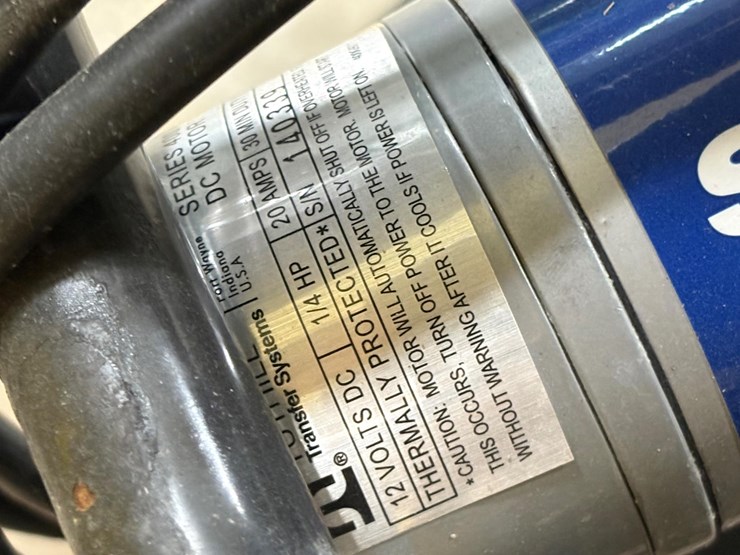 Transfer Systems
Fort Wayne
Indiana
U.S.A
SERIES
DC MOTOR
12 VOLTS DC 1/4 HP 20 AMPS 30 MIN
THERMALLY PROTECTED* S/N 140339
*CAUTION: MOTOR WILL AUTOMATICALLY SHUT OFF IF
THIS OCCURS, TURN OFF POWER TO THE MOTOR. MOTOR
WITHOUT WARNING AFTER IT COOLS IF POWER IS LEFT ON.
S